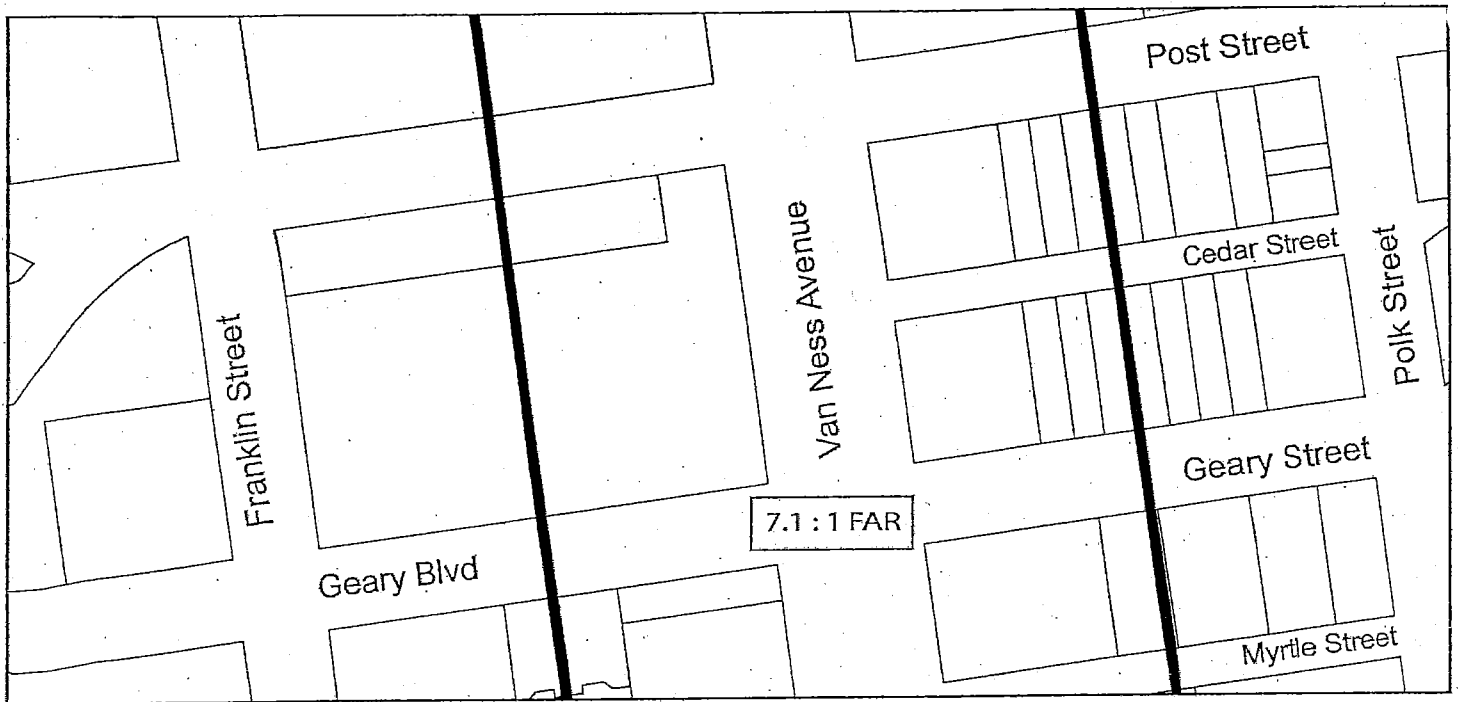 Post Street
Cedar Street
Polk Street
Van Ness Avenue
Franklin Street
Geary Street
7.1 : 1 FAR
Geary Blvd
Myrtle Street